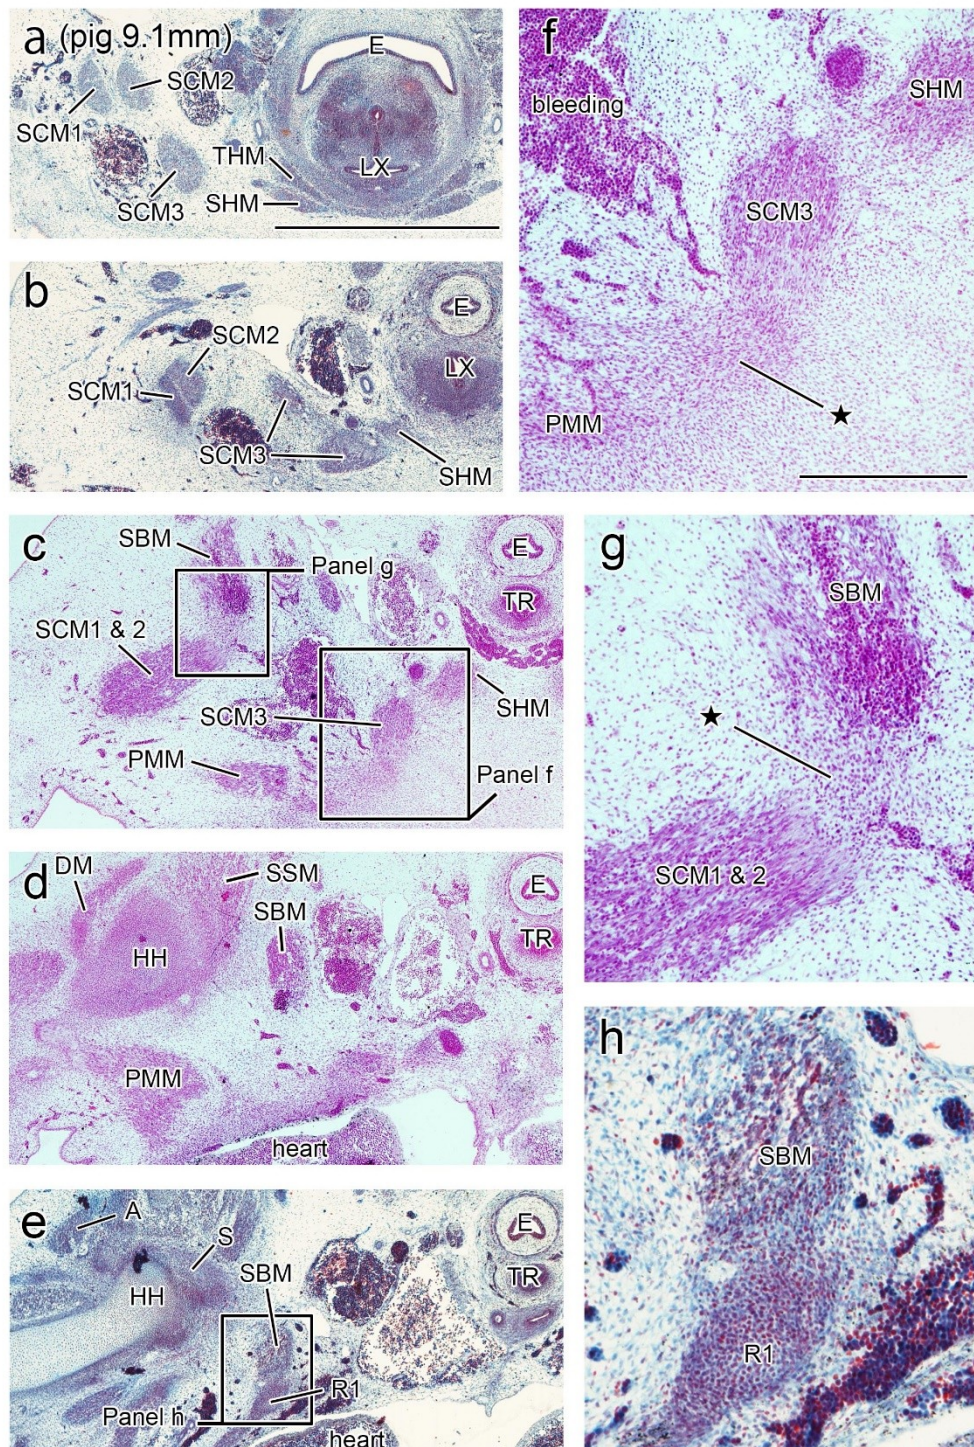 a (pig 9.1mm)
E
SCM2
SCM1
THM
LX
SCM3
SHM
b
E
SCM2
LX
SCM1
SCM3
SHM
c
SBM
E
Panel g
TR
SCM1 & 2
SCM3
SHM
PMM
Panel f
d
DM
SSM
E
SBM
TR
HH
PMM
heart
e
A
S
E
SBM
TR
HH
R1
Panel h
heart
f
SHM
bleeding
SCM3
PMM
g
SBM
SCM1 & 2
h
SBM
R1